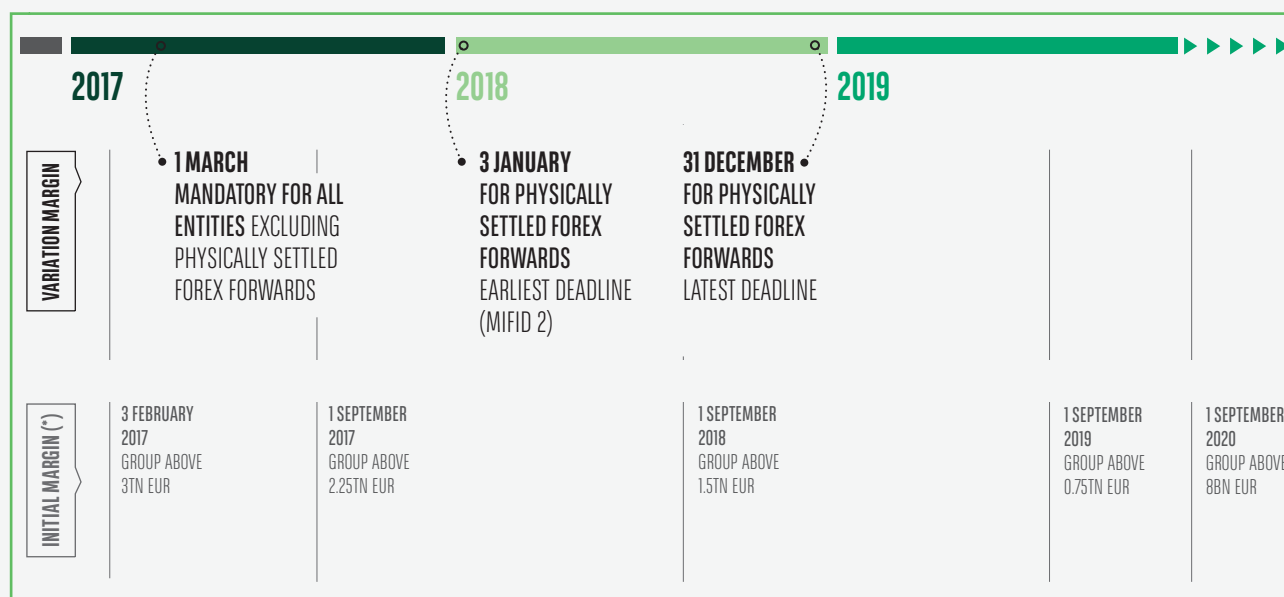 2017
2018
2019
VARIATION MARGIN
1 MARCH
MANDATORY FOR ALL
ENTITIES EXCLUDING
PHYSICALLY SETTLED
FOREX FORWARDS
3 JANUARY
FOR PHYSICALLY
SETTLED FOREX
FORWARDS
EARLIEST DEADLINE
(MIFID 2)
31 DECEMBER
FOR PHYSICALLY
SETTLED FOREX
FORWARDS
LATEST DEADLINE
INITIAL MARGIN (*)
3 FEBRUARY
2017
GROUP ABOVE
3TN EUR
1 SEPTEMBER
2017
GROUP ABOVE
2.25TN EUR
1 SEPTEMBER
2018
GROUP ABOVE
1.5TN EUR
1 SEPTEMBER
2019
GROUP ABOVE
0.75TN EUR
1 SEPTEMBER
2020
GROUP ABOVE
8BN EUR